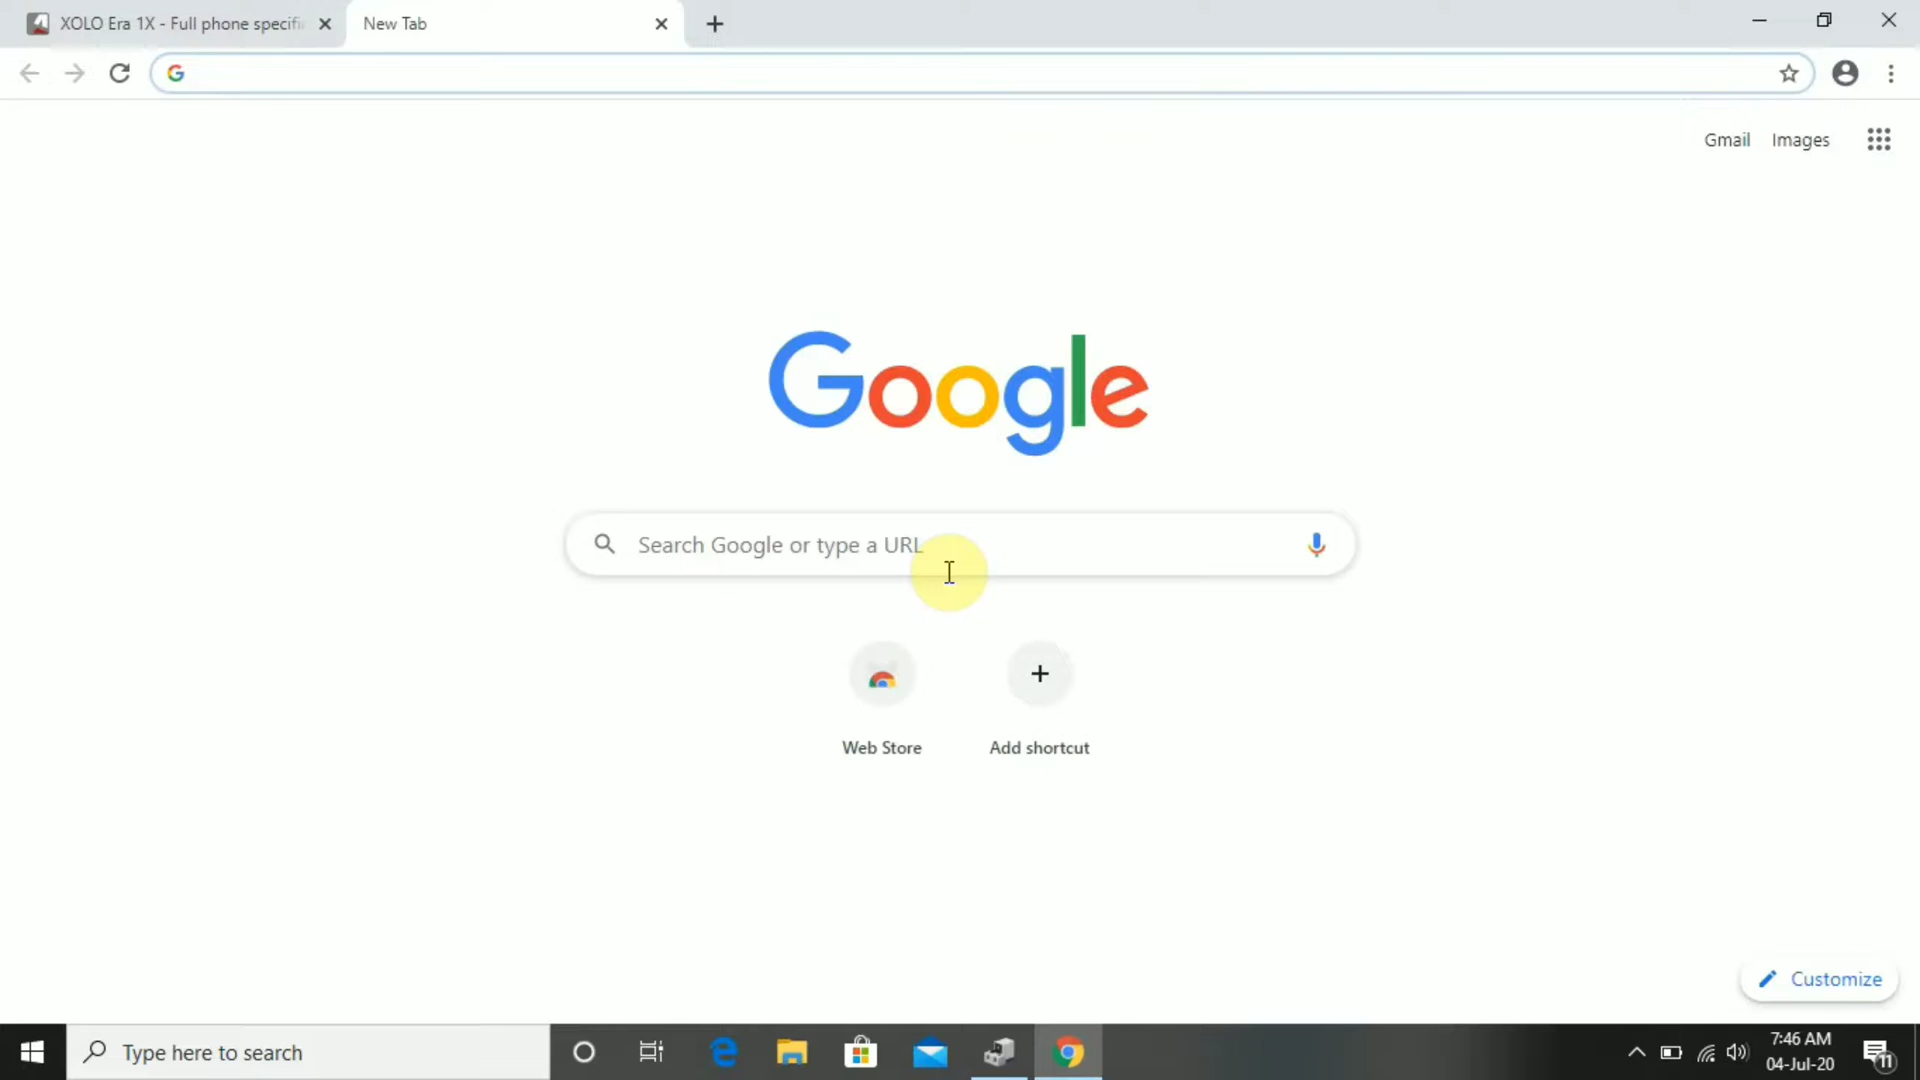 XOLO Era 1X - Full phone specifi
New Tab
Gmail
Images
Google
Search Google or type a URL
Web Store
Add shortcut
Customize
Type here to search
7:46 AM
04-Jul-20
11